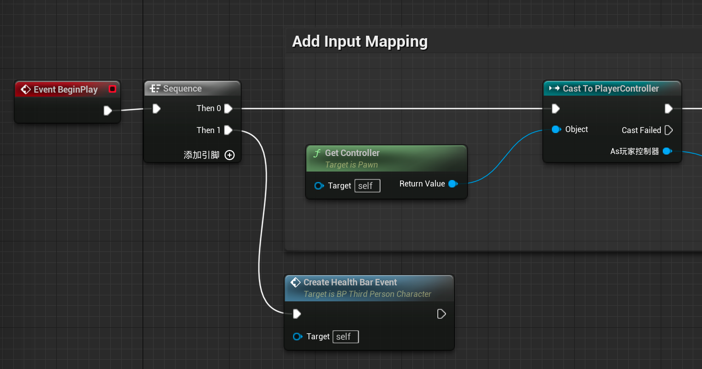 Add Input Mapping
Event BeginPlay
Sequence
Then 0
Then 1
添加引脚
Cast To PlayerController
Object
Cast Failed
As玩家控制器
Get Controller
Target is Pawn
Target self
Return Value
Create Health Bar Event
Target is BP Third Person Character
Target self